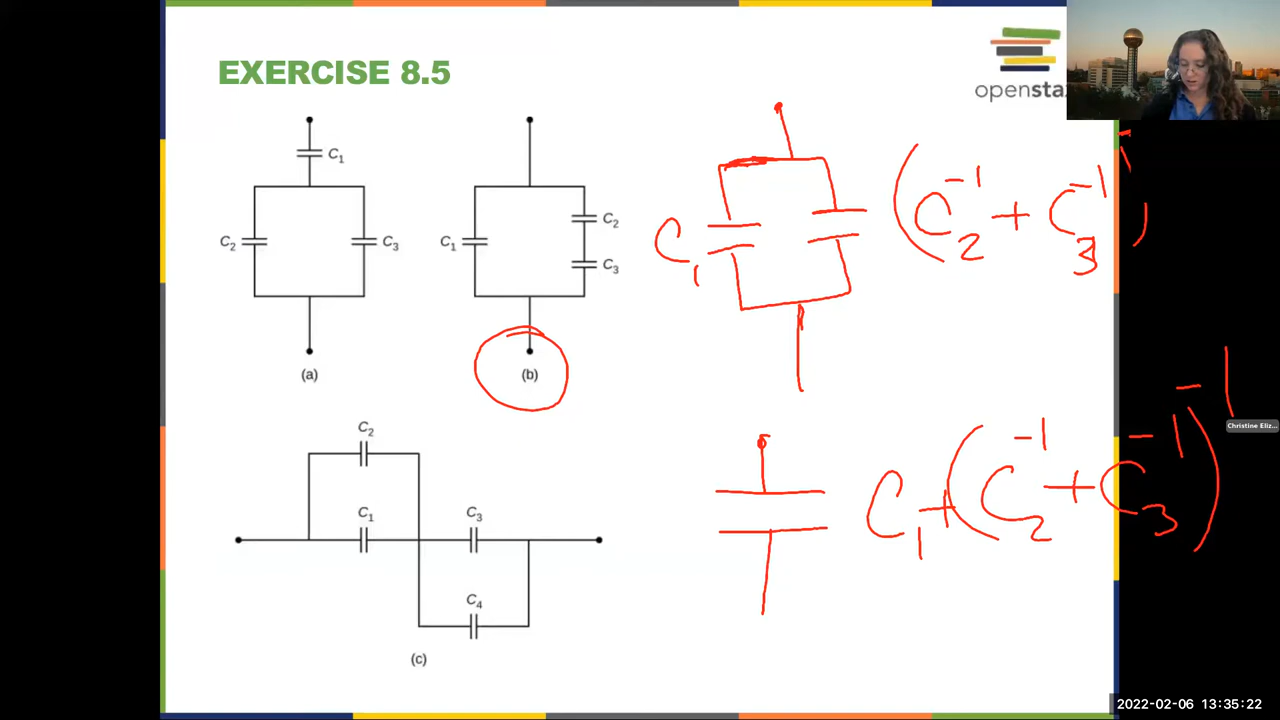 EXERCISE 8.5
opensta
C₁
C₂
C₃
C₁
C₂
C₃
(a)
(b)
C₁
(C₂⁻¹ + C₃⁻¹)⁻¹
C₁ + (C₂⁻¹ + C₃⁻¹)⁻¹
C₂
C₁
C₃
C₄
(c)
Christine Eliz...
2022-02-06 13:35:22